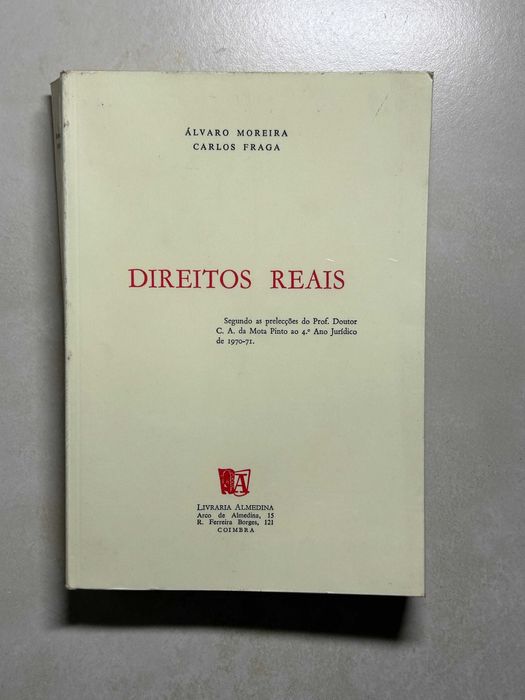 ÁLVARO MOREIRA
CARLOS FRAGA
DIREITOS REAIS
Segundo as prelecções do Prof. Doutor
C. A. da Mota Pinto ao 4.º Ano Jurídico
de 1970-71.
LIVRARIA ALMEDINA
Arco de Almedina, 15
R. Ferreira Borges, 121
COIMBRA